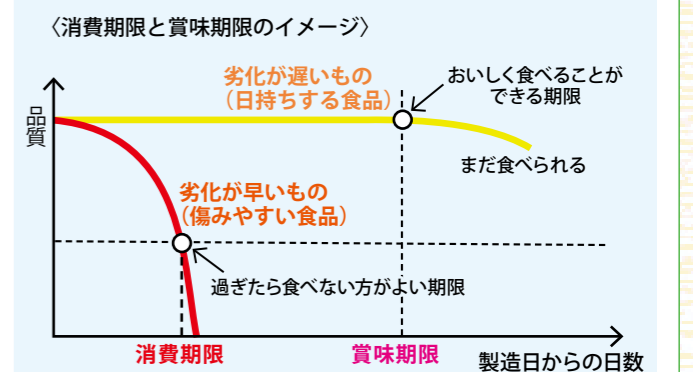 〈消費期限と賞味期限のイメージ〉
劣化が遅いもの
（日持ちする食品）
おいしく食べることが
できる期限
品質
まだ食べられる
劣化が早いもの
（傷みやすい食品）
過ぎたら食べない方がよい期限
消費期限
賞味期限
製造日からの日数